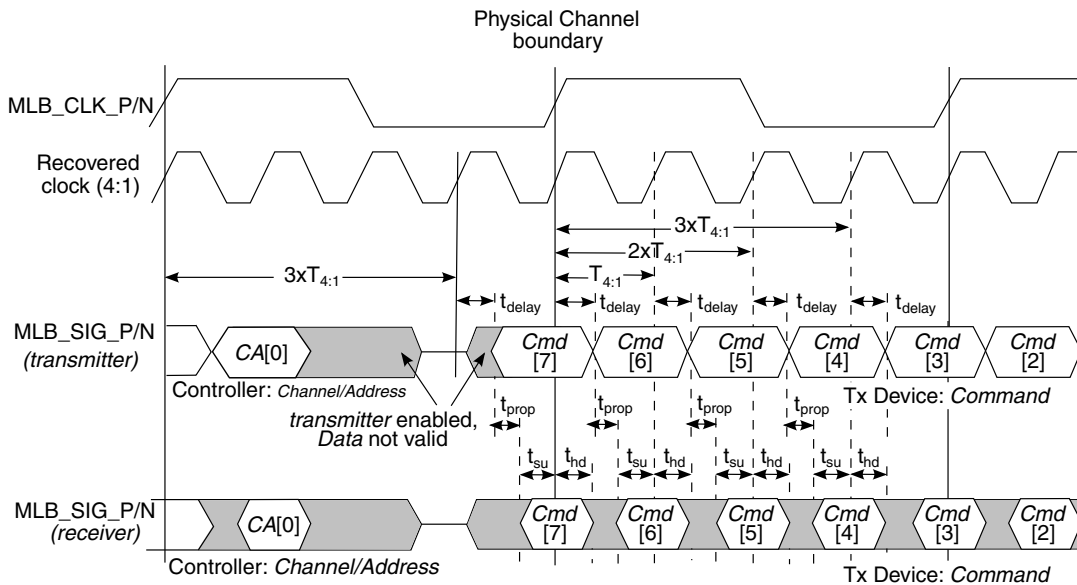 Physical Channel
boundary
MLB_CLK_P/N
Recovered
clock (4:1)
3xT4:1
2xT4:1
3xT4:1
T4:1
tdelay
tdelay
tdelay
tdelay
tdelay
MLB_SIG_P/N
(transmitter)
CA[0]
Cmd
[7]
Cmd
[6]
Cmd
[5]
Cmd
[4]
Cmd
[3]
Cmd
[2]
Controller: Channel/Address
Tx Device: Command
transmitter enabled,
Data not valid
tprop
tprop
tprop
tprop
tsu
thd
tsu
thd
tsu
thd
tsu
thd
MLB_SIG_P/N
(receiver)
CA[0]
Cmd
[7]
Cmd
[6]
Cmd
[5]
Cmd
[4]
Cmd
[3]
Cmd
[2]
Controller: Channel/Address
Tx Device: Command